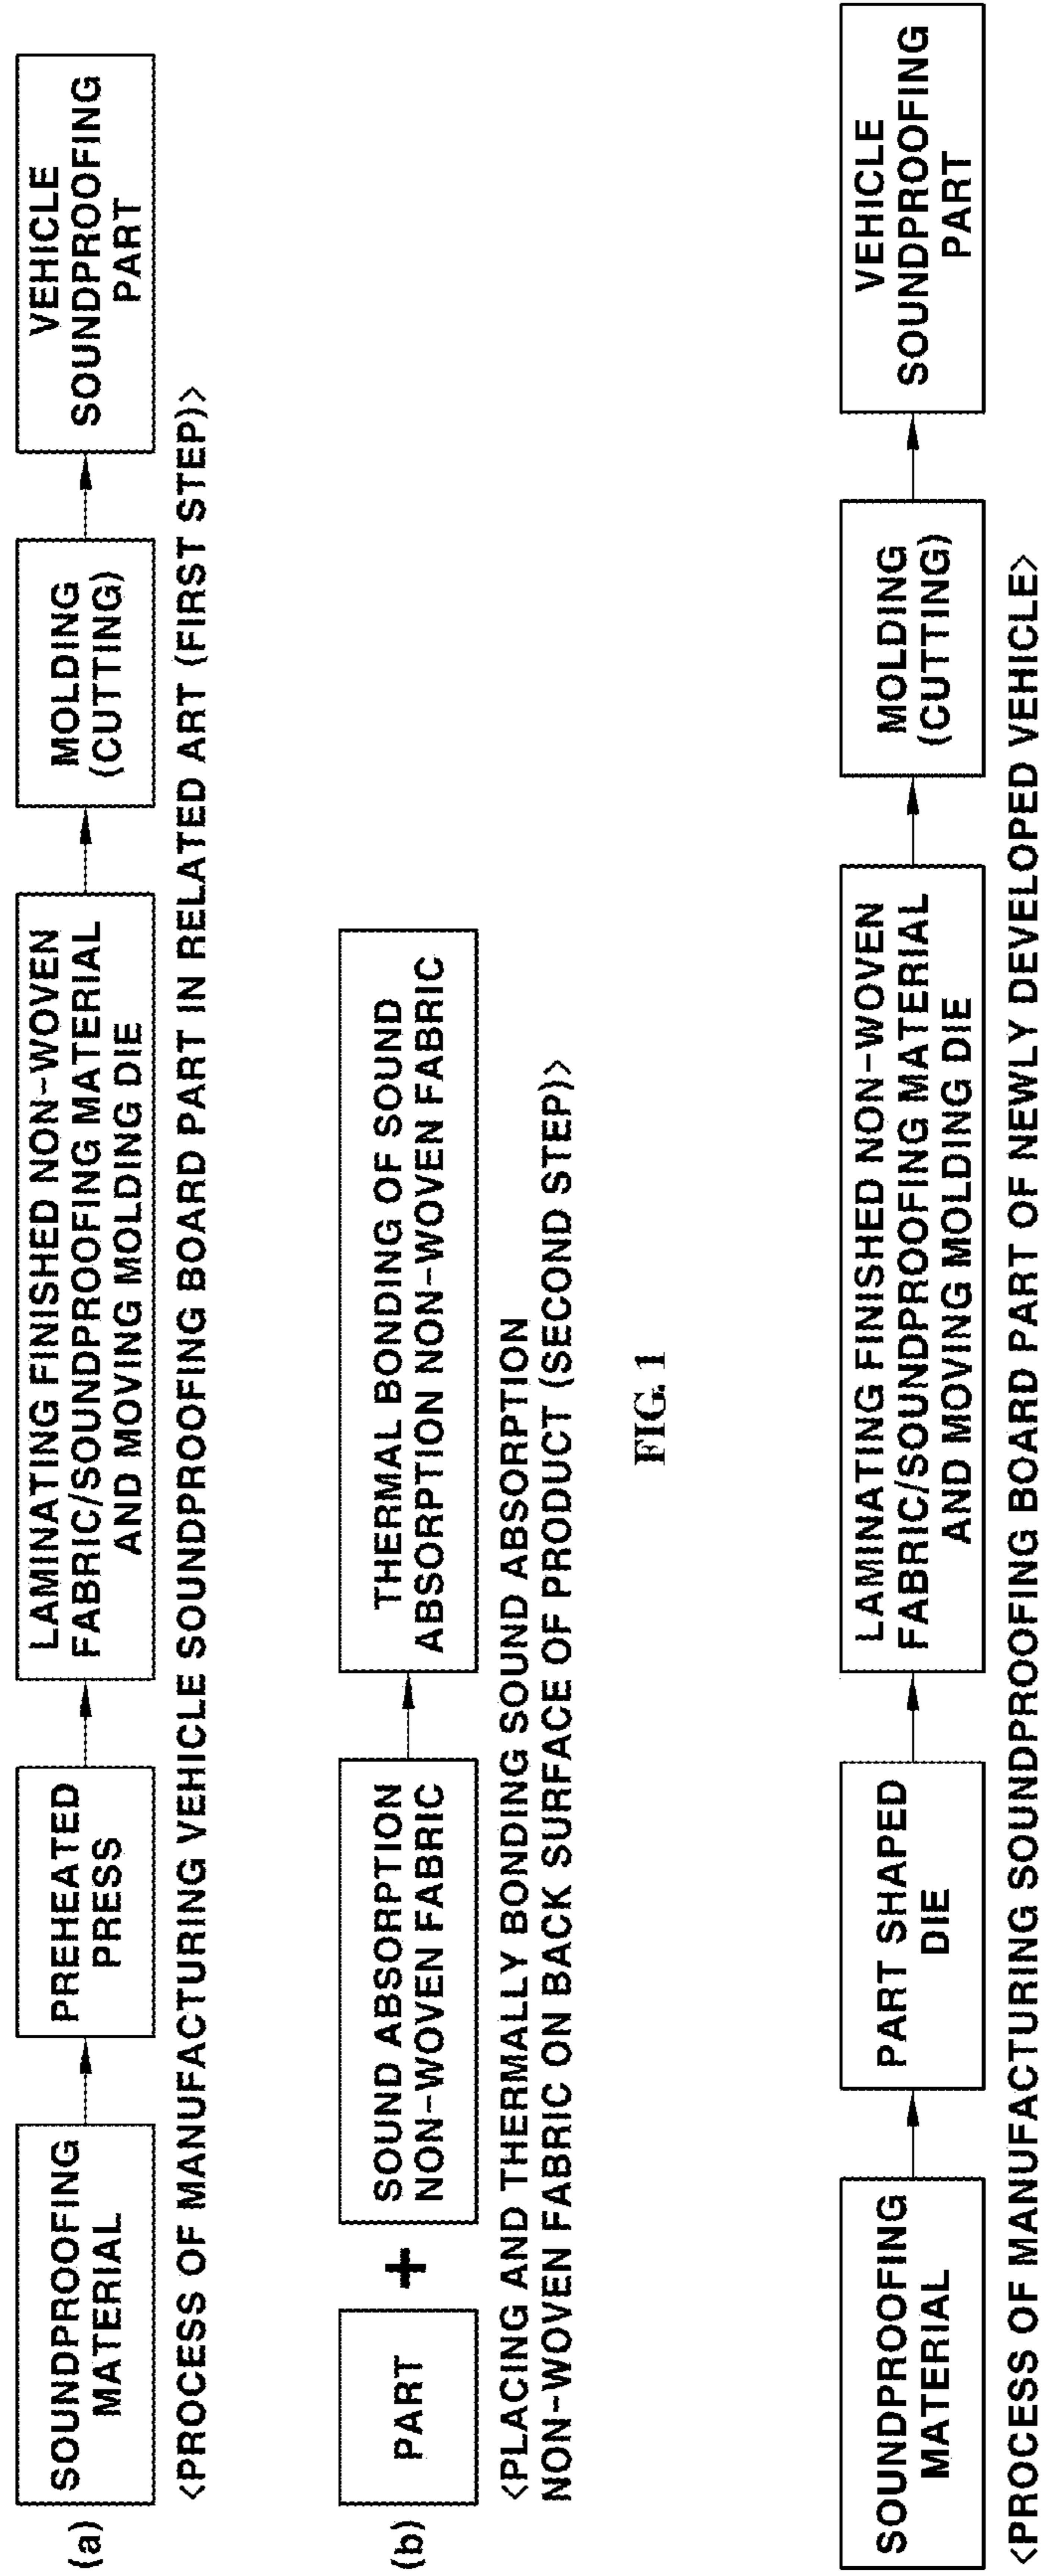 (a)
SOUNDPROOFING
MATERIAL
PREHEATED
PRESS
LAMINATING FINISHED NON-WOVEN
FABRIC/SOUNDPROOFING MATERIAL
AND MOVING MOLDING DIE
MOLDING
(CUTTING)
VEHICLE
SOUNDPROOFING
PART
<PROCESS OF MANUFACTURING VEHICLE SOUNDPROOFING BOARD PART IN RELATED ART (FIRST STEP)>
(b)
PART
+
SOUND ABSORPTION
NON-WOVEN FABRIC
THERMAL BONDING OF SOUND
ABSORPTION NON-WOVEN FABRIC
<PLACING AND THERMALLY BONDING SOUND ABSORPTION
NON-WOVEN FABRIC ON BACK SURFACE OF PRODUCT (SECOND STEP)>
FIG. 1
SOUNDPROOFING
MATERIAL
PART SHAPED
DIE
LAMINATING FINISHED NON-WOVEN
FABRIC/SOUNDPROOFING MATERIAL
AND MOVING MOLDING DIE
MOLDING
(CUTTING)
VEHICLE
SOUNDPROOFING
PART
<PROCESS OF MANUFACTURING SOUNDPROOFING BOARD PART OF NEWLY DEVELOPED VEHICLE>